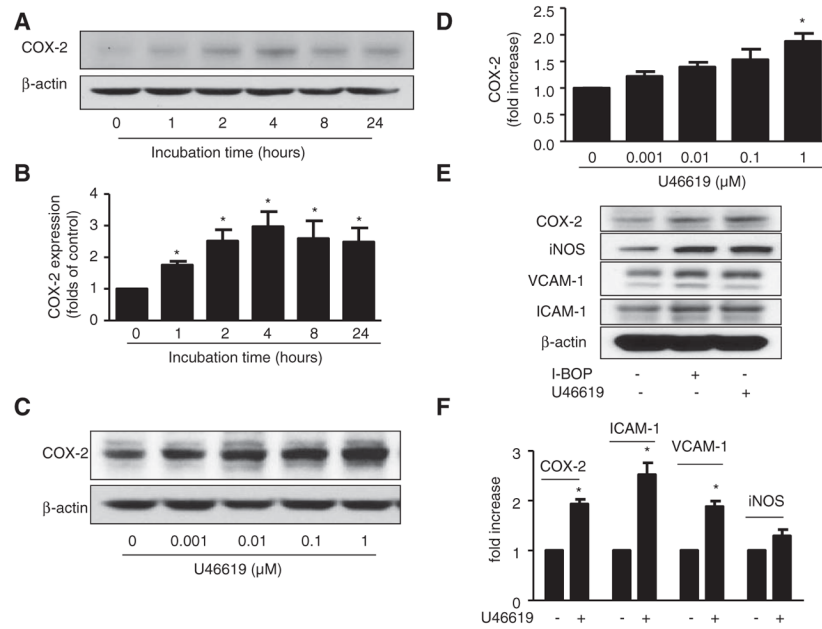 A
COX-2
β-actin
0 1 2 4 8 24
Incubation time (hours)
B
COX-2 expression
(folds of control)
4
3
2
1
0
* * * * *
0 1 2 4 8 24
Incubation time (hours)
C
COX-2
β-actin
0 0.001 0.01 0.1 1
U46619 (μM)
D
COX-2
(fold increase)
2.5
2.0
1.5
1.0
0.5
0.0
*
0 0.001 0.01 0.1 1
U46619 (μM)
E
COX-2
iNOS
VCAM-1
ICAM-1
β-actin
I-BOP - + -
U46619 - - +
F
fold increase
3
2
1
0
COX-2
ICAM-1
VCAM-1
iNOS
* * *
U46619 - + - + - + - +